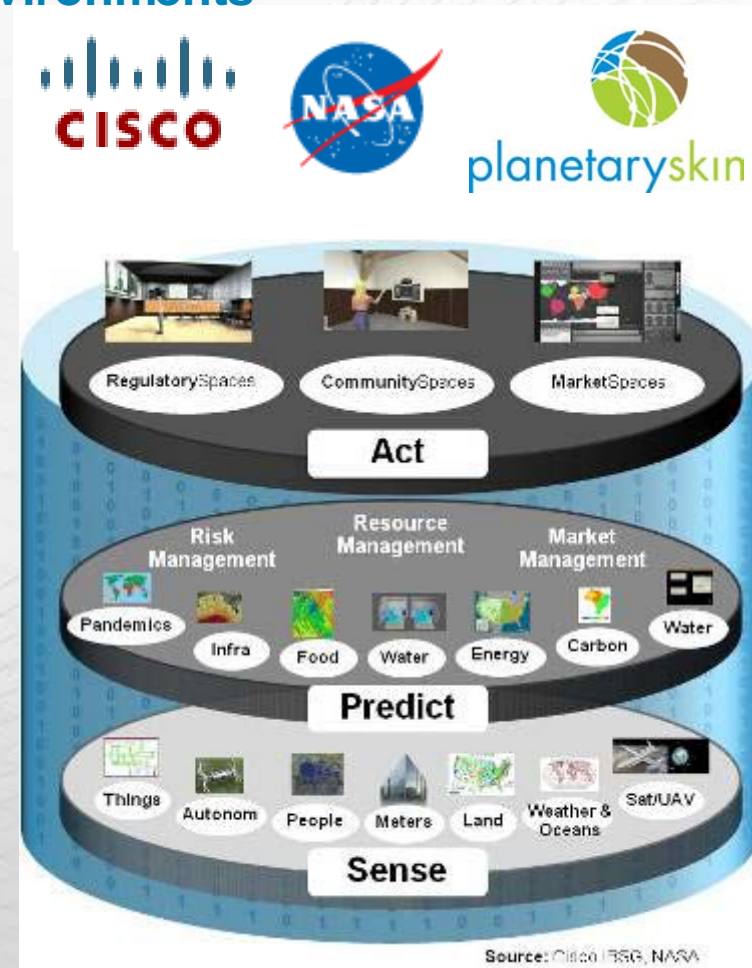 vironments
CISCO
NASA
planetaryskin
RegulatorySpaces
CommunitySpaces
MarketSpaces
Act
Risk
Management
Resource
Management
Market
Management
Pandemics
Infra
Food
Water
Energy
Carbon
Water
Predict
Things
Autonom
People
Meters
Land
Weather &
Oceans
Sat/UAV
Sense
Source: Cisco IBSG, NASA